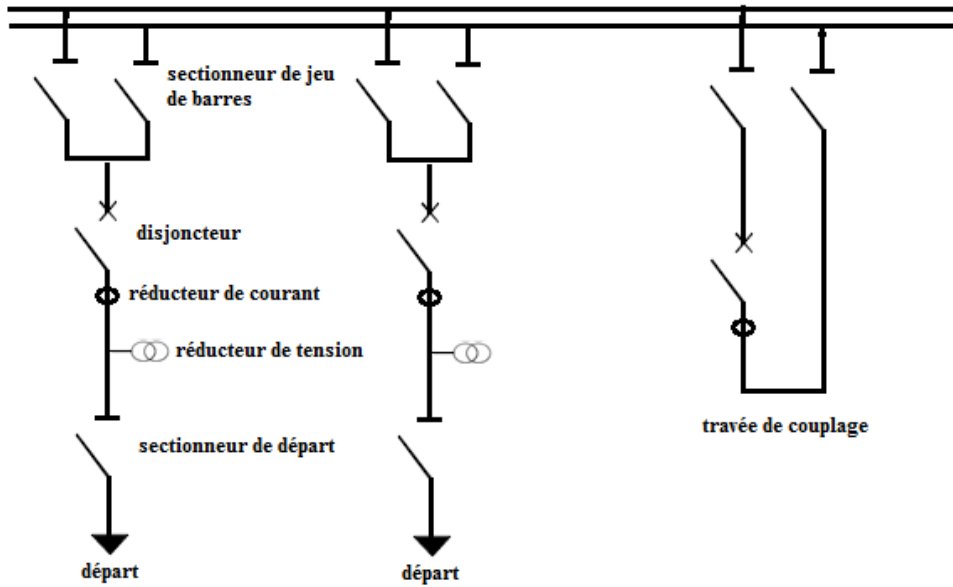 sectionneur de jeu
de barres
disjoncteur
réducteur de courant
réducteur de tension
travée de couplage
sectionneur de départ
départ
départ